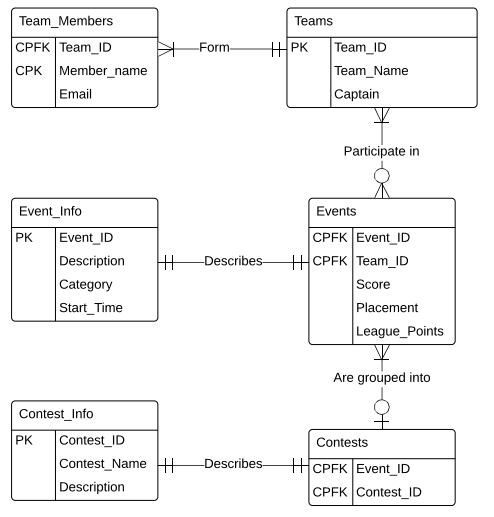 Team_Members
CPFK Team_ID
CPK Member_name
Email
Form
Teams
PK Team_ID
Team_Name
Captain
Participate in
Event_Info
PK Event_ID
Description
Category
Start_Time
Describes
Events
CPFK Event_ID
CPFK Team_ID
Score
Placement
League_Points
Are grouped into
Contest_Info
PK Contest_ID
Contest_Name
Description
Describes
Contests
CPFK Event_ID
CPFK Contest_ID